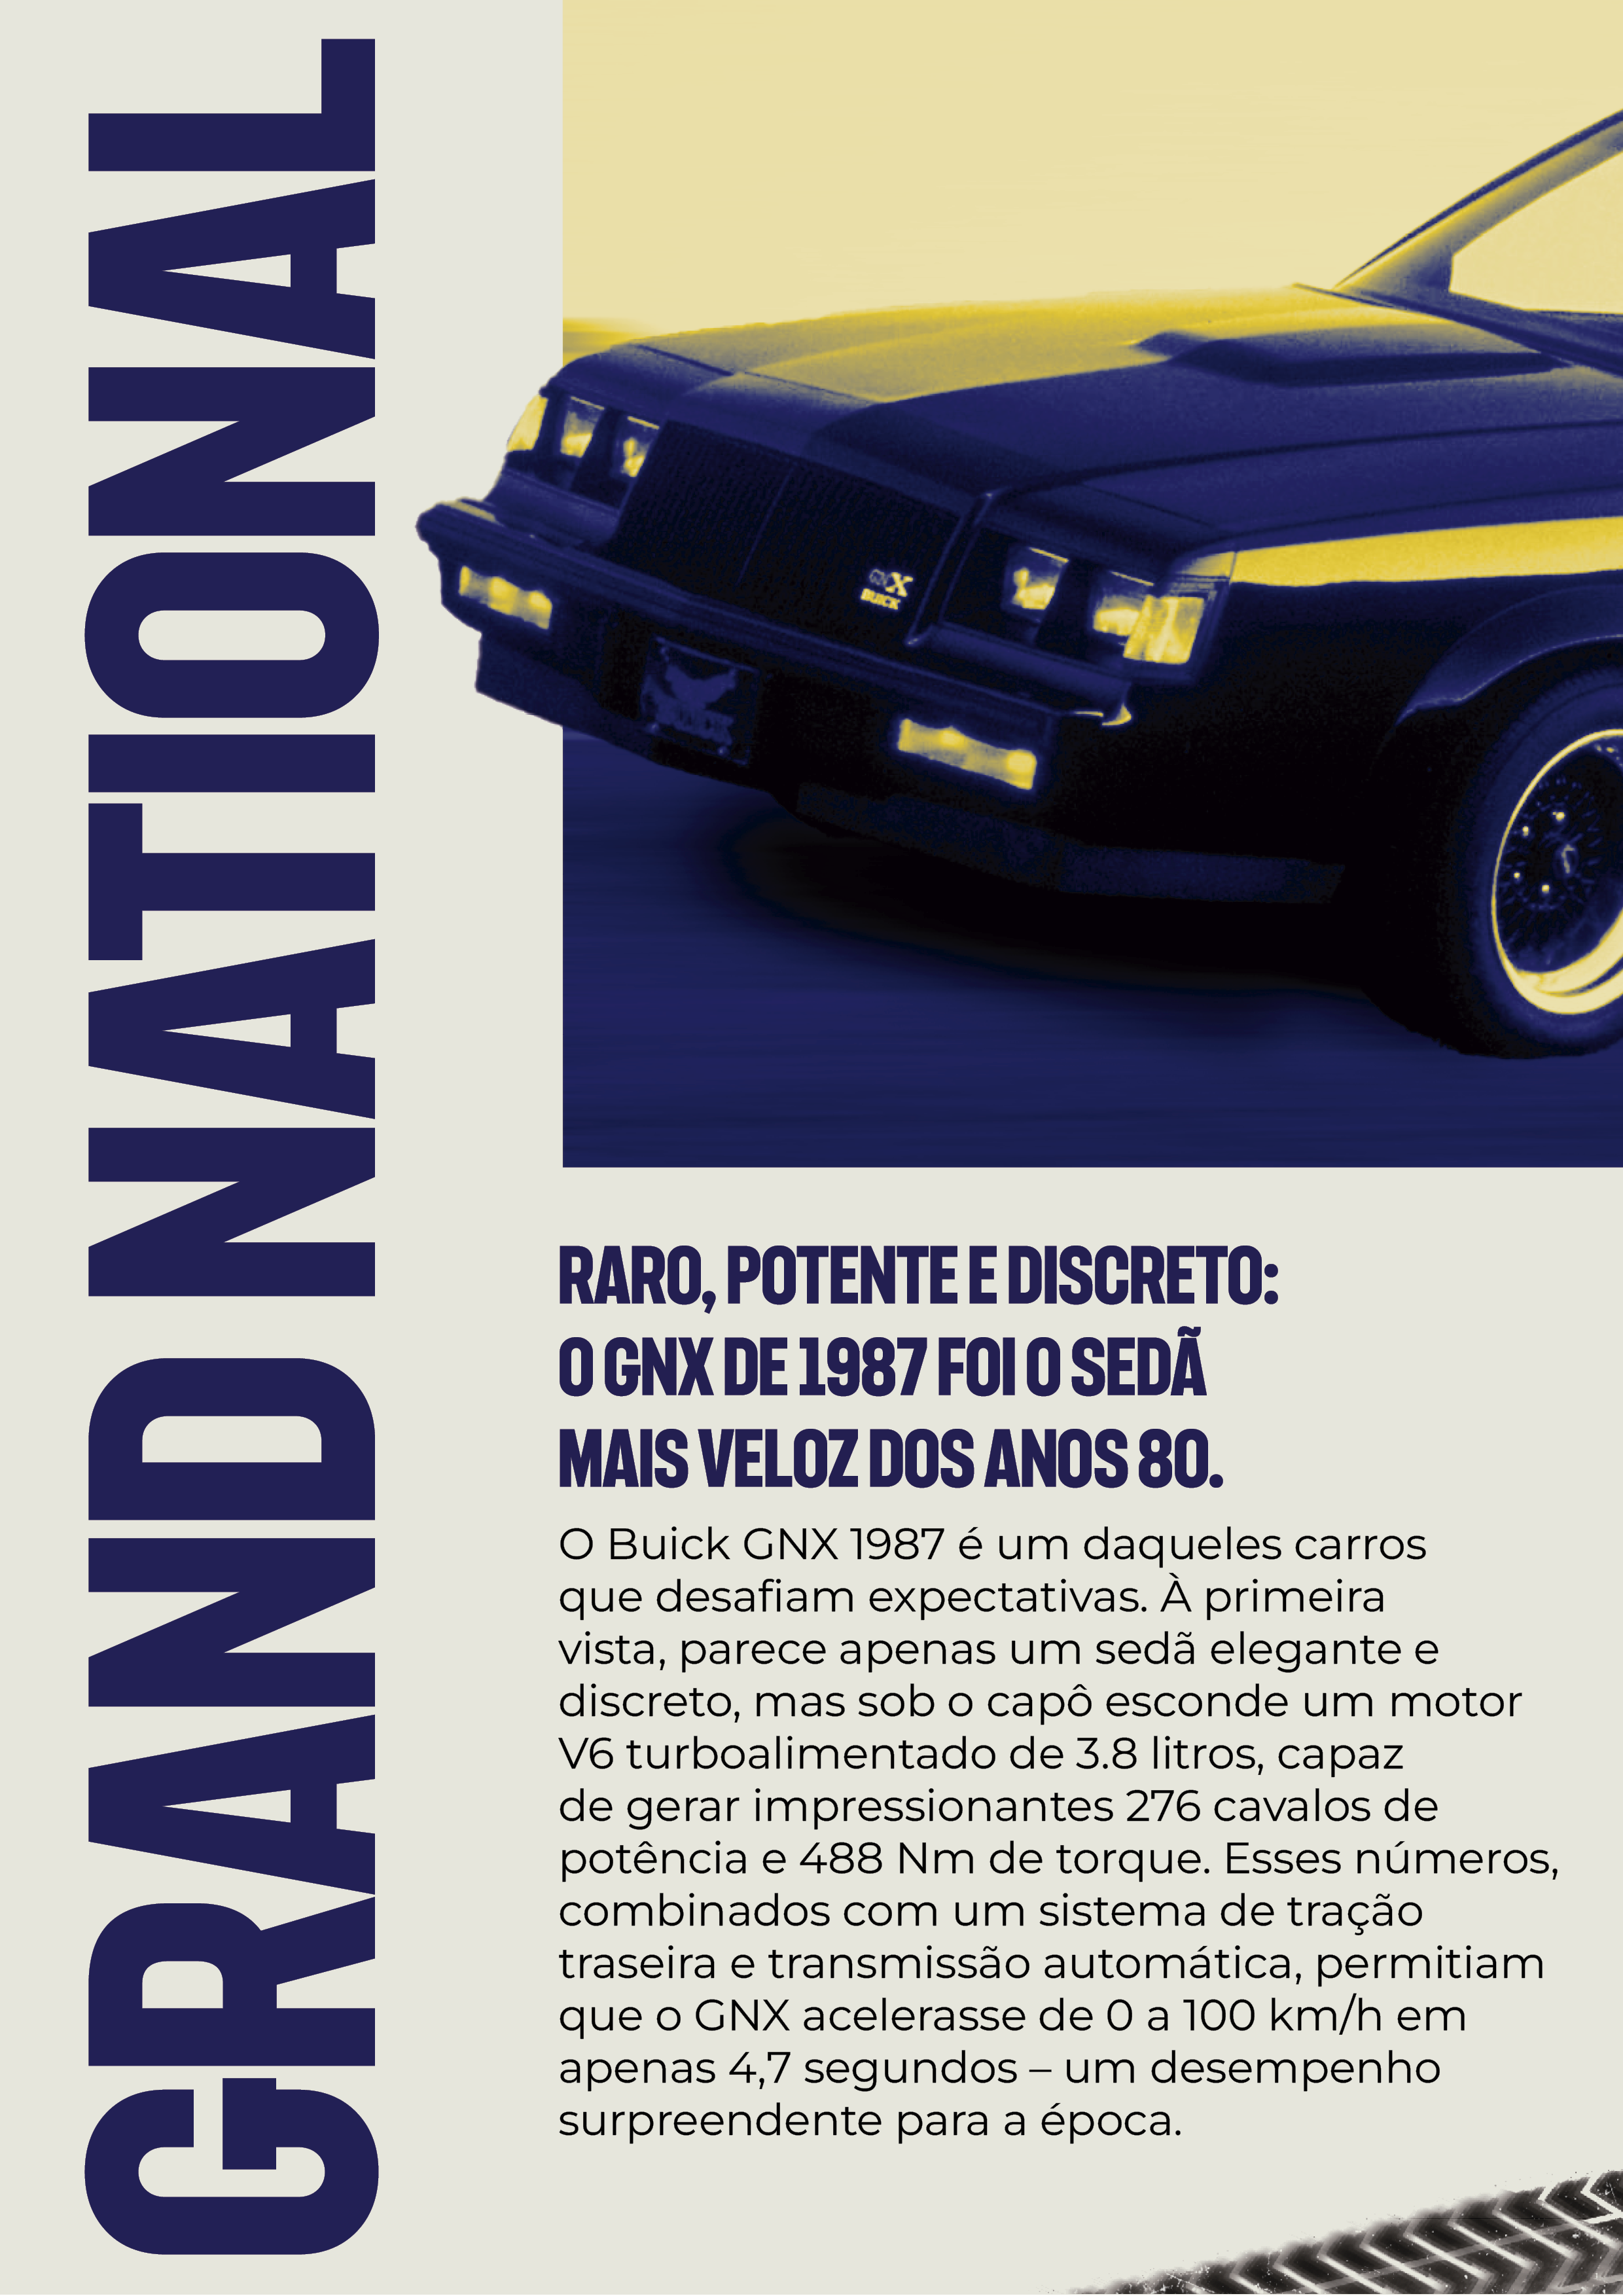 GRAND NATIONAL
GNX
BUICK
RARO, POTENTE E DISCRETO:
O GNX DE 1987 FOI O SEDÃ
MAIS VELOZ DOS ANOS 80.
O Buick GNX 1987 é um daqueles carros
que desafiam expectativas. À primeira
vista, parece apenas um sedã elegante e
discreto, mas sob o capô esconde um motor
V6 turboalimentado de 3.8 litros, capaz
de gerar impressionantes 276 cavalos de
potência e 488 Nm de torque. Esses números,
combinados com um sistema de tração
traseira e transmissão automática, permitiam
que o GNX acelerasse de 0 a 100 km/h em
apenas 4,7 segundos – um desempenho
surpreendente para a época.